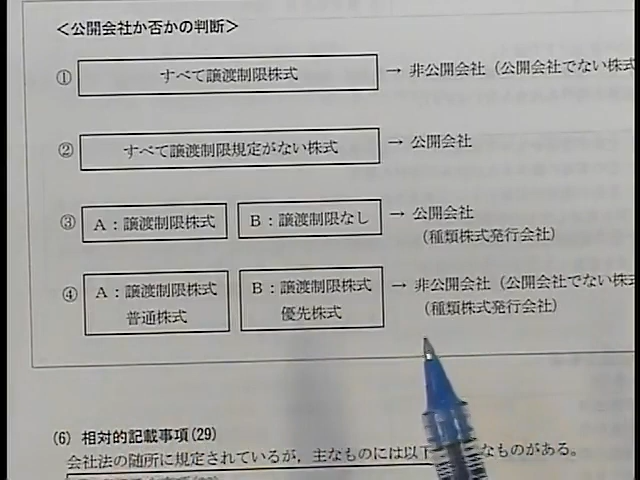 ＜公開会社か否かの判断＞
① すべて譲渡制限株式 → 非公開会社（公開会社でない株式
② すべて譲渡制限規定がない株式 → 公開会社
③ A：譲渡制限株式 B：譲渡制限なし → 公開会社
（種類株式発行会社）
④ A：譲渡制限株式 B：譲渡制限株式 → 非公開会社（公開会社でない株式
普通株式 優先株式 （種類株式発行会社）
(6) 相対的記載事項(29)
会社法の随所に規定されているが，主なものには以下 なものがある。